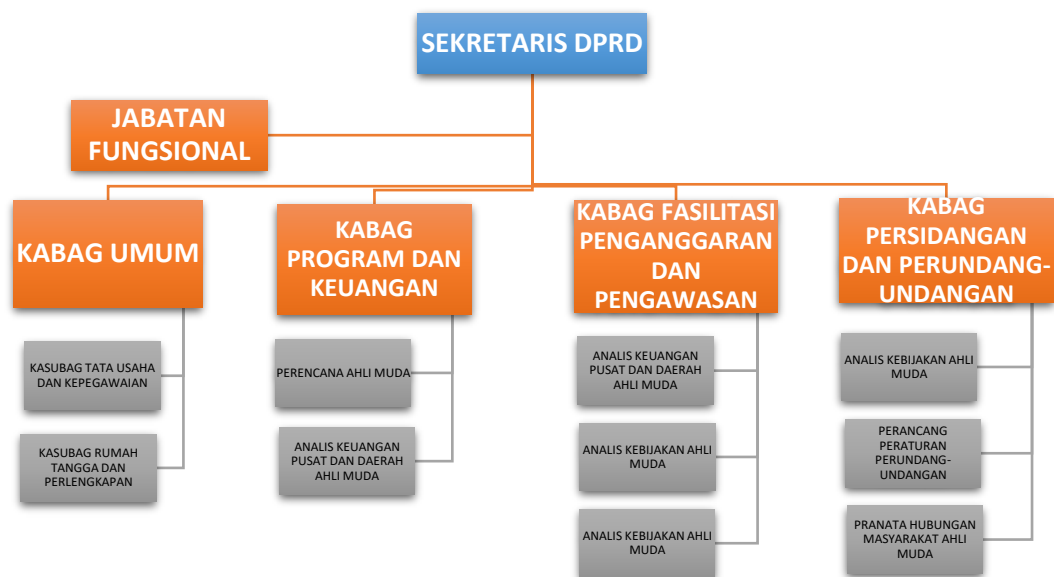 SEKRETARIS DPRD
JABATAN
FUNGSIONAL
KABAG UMUM
KASUBAG TATA USAHA
DAN KEPEGAWAIAN
KASUBAG RUMAH
TANGGA DAN
PERLENGKAPAN
KABAG
PROGRAM DAN
KEUANGAN
PERENCANA AHLI MUDA
ANALIS KEUANGAN
PUSAT DAN DAERAH
AHLI MUDA
KABAG FASILITASI
PENGANGGARAN
DAN
PENGAWASAN
ANALIS KEUANGAN
PUSAT DAN DAERAH
AHLI MUDA
ANALIS KEBIJAKAN AHLI
MUDA
ANALIS KEBIJAKAN AHLI
MUDA
KABAG
PERSIDANGAN
DAN PERUNDANG-
UNDANGAN
ANALIS KEBIJAKAN AHLI
MUDA
PERANCANG
PERATURAN
PERUNDANG-
UNDANGAN
PRANATA HUBUNGAN
MASYARAKAT AHLI
MUDA